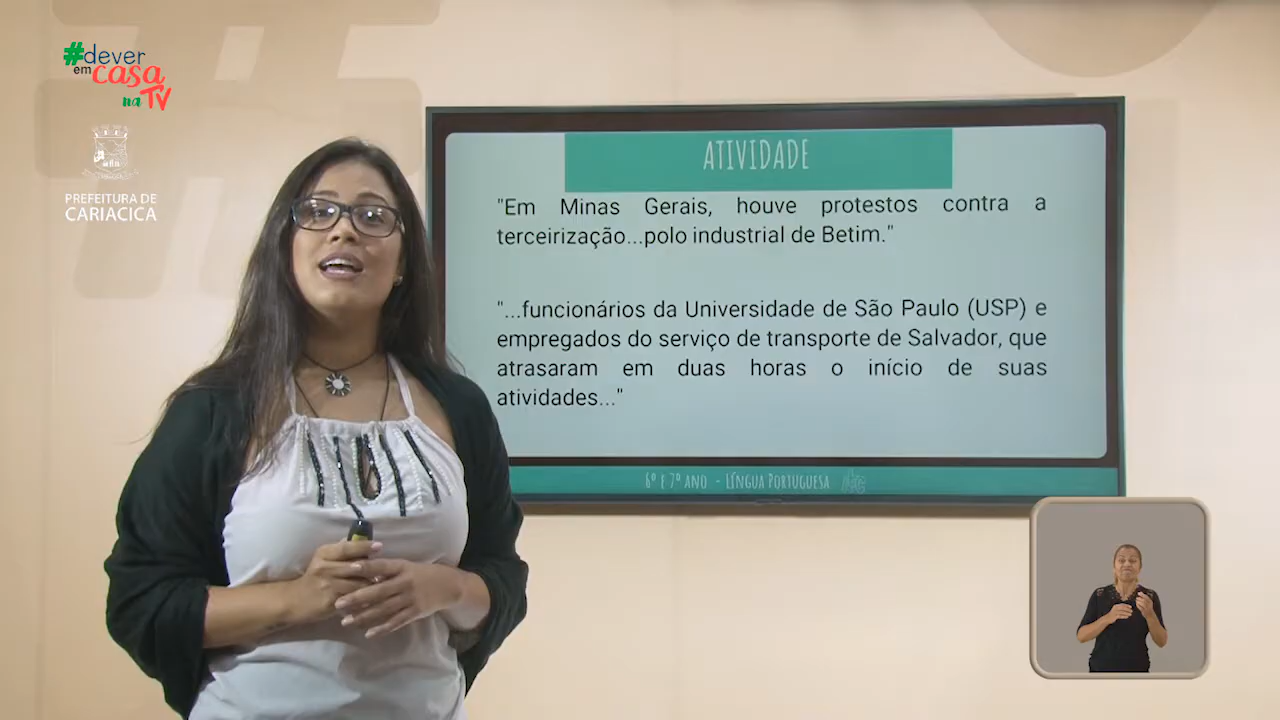 #dever
em casa
na TV
PREFEITURA DE
CARIACICA
ATIVIDADE
"Em Minas Gerais, houve protestos contra a
terceirização...polo industrial de Betim."
"...funcionários da Universidade de São Paulo (USP) e
empregados do serviço de transporte de Salvador, que
atrasaram em duas horas o início de suas
atividades..."
6º E 7º ANO - LÍNGUA PORTUGUESA